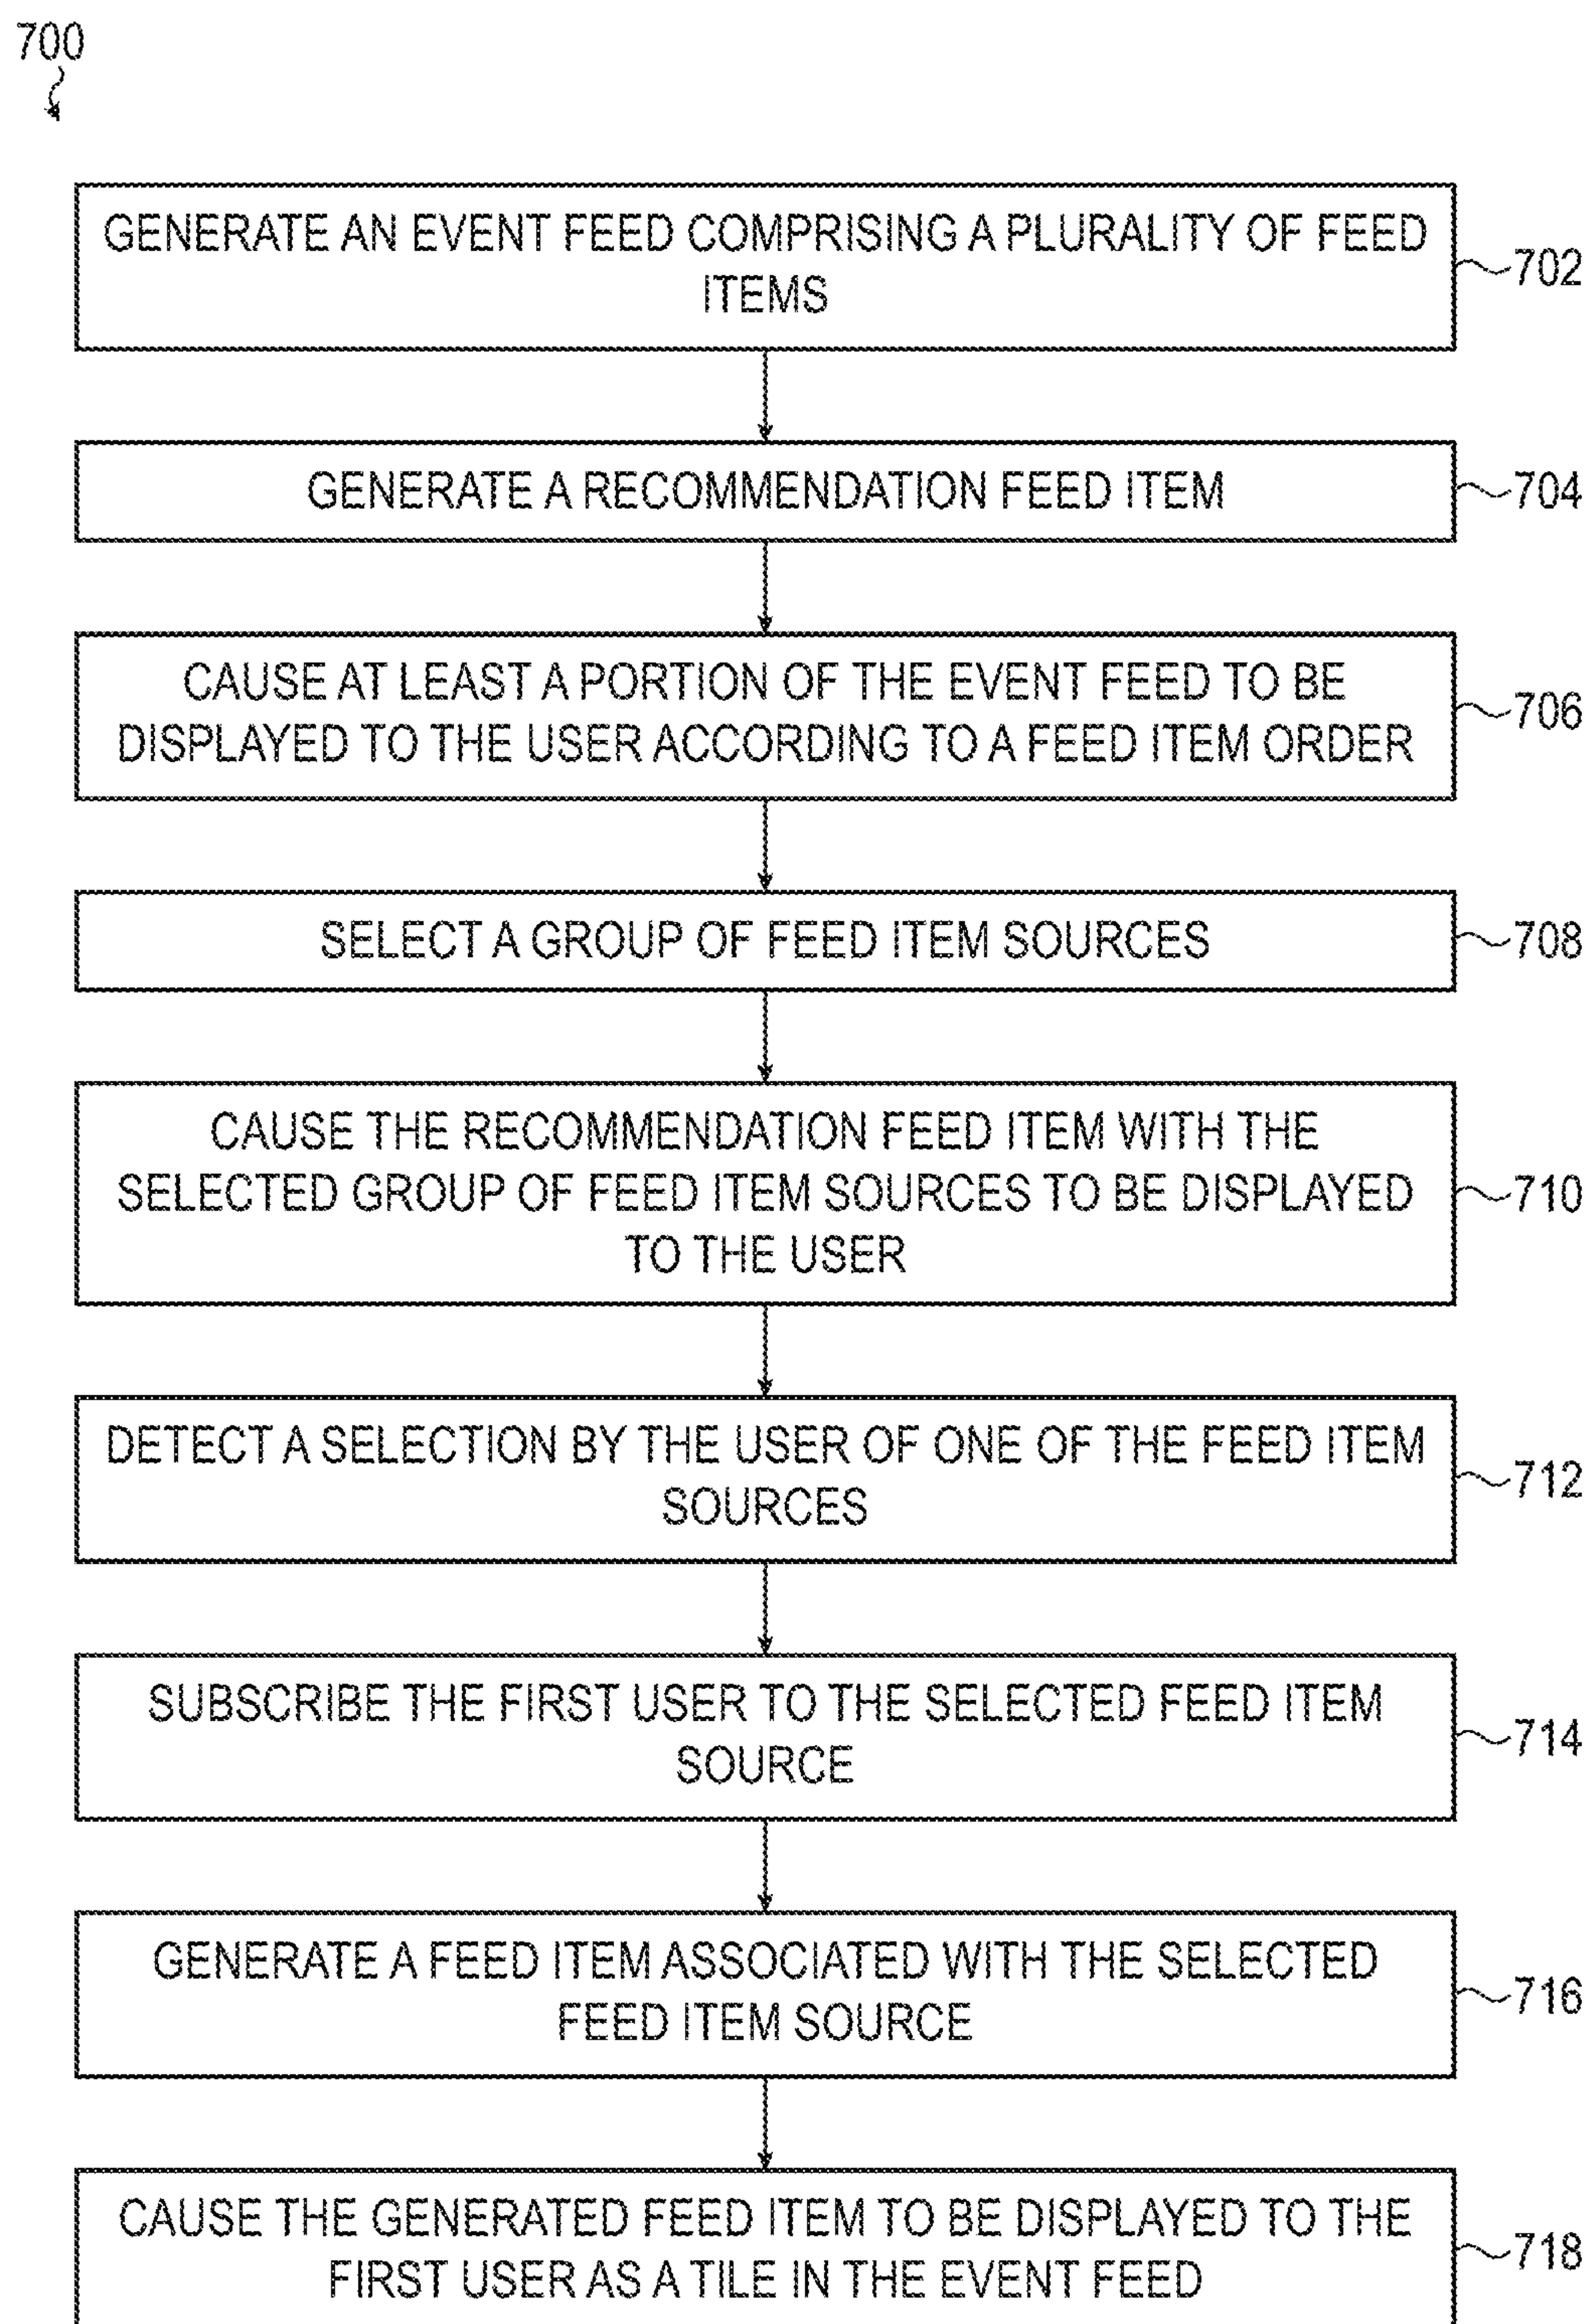 700
GENERATE AN EVENT FEED COMPRISING A PLURALITY OF FEED
ITEMS
702
GENERATE A RECOMMENDATION FEED ITEM
704
CAUSE AT LEAST A PORTION OF THE EVENT FEED TO BE
DISPLAYED TO THE USER ACCORDING TO A FEED ITEM ORDER
706
SELECT A GROUP OF FEED ITEM SOURCES
708
CAUSE THE RECOMMENDATION FEED ITEM WITH THE
SELECTED GROUP OF FEED ITEM SOURCES TO BE DISPLAYED
TO THE USER
710
DETECT A SELECTION BY THE USER OF ONE OF THE FEED ITEM
SOURCES
712
SUBSCRIBE THE FIRST USER TO THE SELECTED FEED ITEM
SOURCE
714
GENERATE A FEED ITEM ASSOCIATED WITH THE SELECTED
FEED ITEM SOURCE
716
CAUSE THE GENERATED FEED ITEM TO BE DISPLAYED TO THE
FIRST USER AS A TILE IN THE EVENT FEED
718